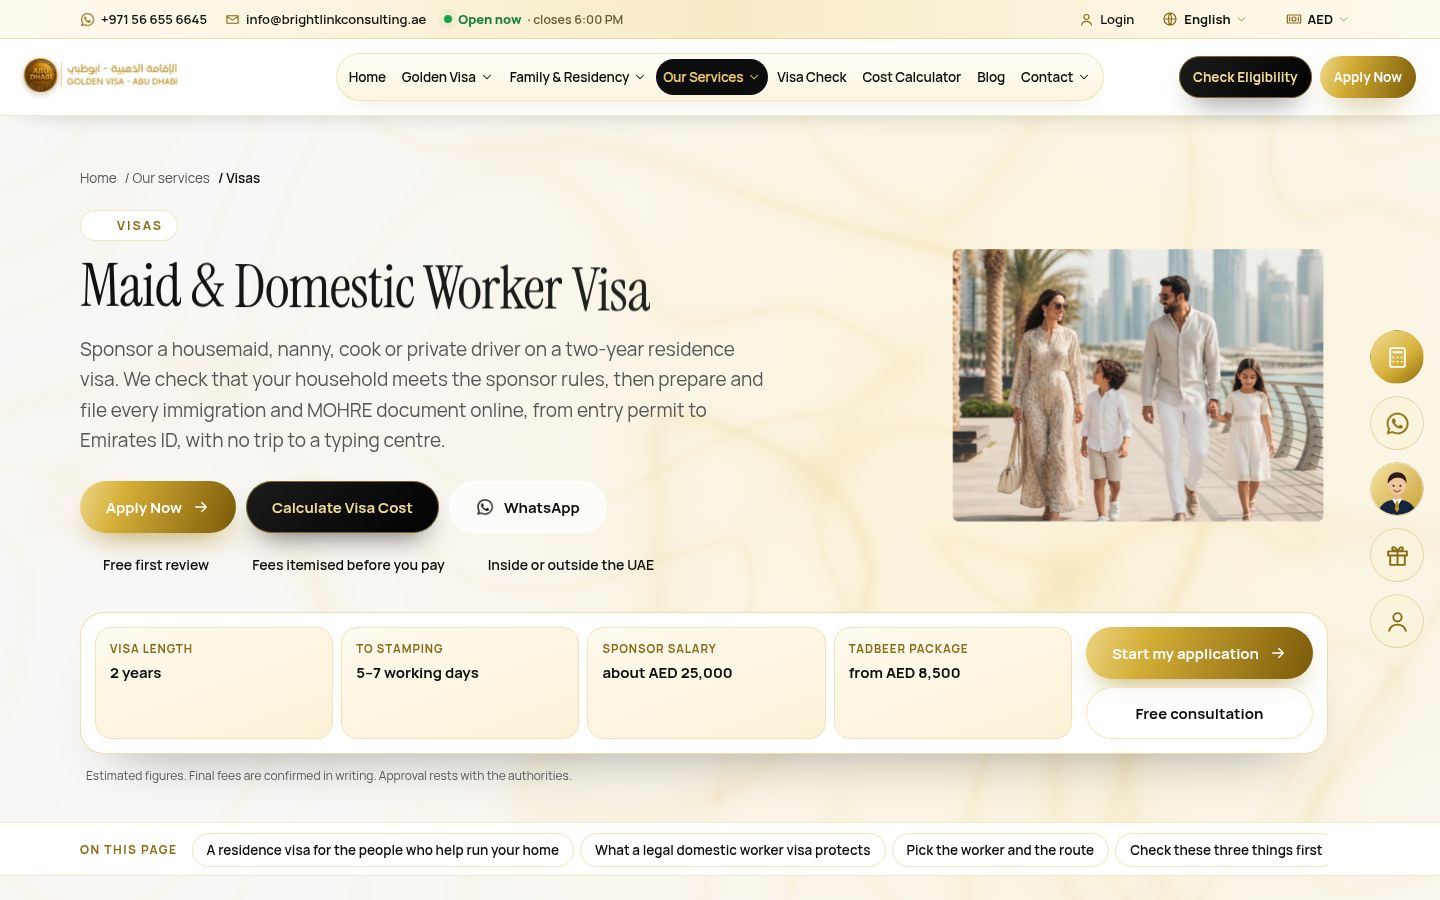 +971 56 655 6645
info@brightlinkconsulting.ae
Open now · closes 6:00 PM
Login
English
AED
ABU DHABI
الإقامة الذهبية - ابوظبي
GOLDEN VISA - ABU DHABI
Home
Golden Visa
Family & Residency
Our Services
Visa Check
Cost Calculator
Blog
Contact
Check Eligibility
Apply Now
Home / Our services / Visas
VISAS
Maid & Domestic Worker Visa
Sponsor a housemaid, nanny, cook or private driver on a two-year residence
visa. We check that your household meets the sponsor rules, then prepare and
file every immigration and MOHRE document online, from entry permit to
Emirates ID, with no trip to a typing centre.
Apply Now
Calculate Visa Cost
WhatsApp
Free first review
Fees itemised before you pay
Inside or outside the UAE
VISA LENGTH
2 years
TO STAMPING
5–7 working days
SPONSOR SALARY
about AED 25,000
TADBEER PACKAGE
from AED 8,500
Start my application
Free consultation
Estimated figures. Final fees are confirmed in writing. Approval rests with the authorities.
ON THIS PAGE
A residence visa for the people who help run your home
What a legal domestic worker visa protects
Pick the worker and the route
Check these three things first